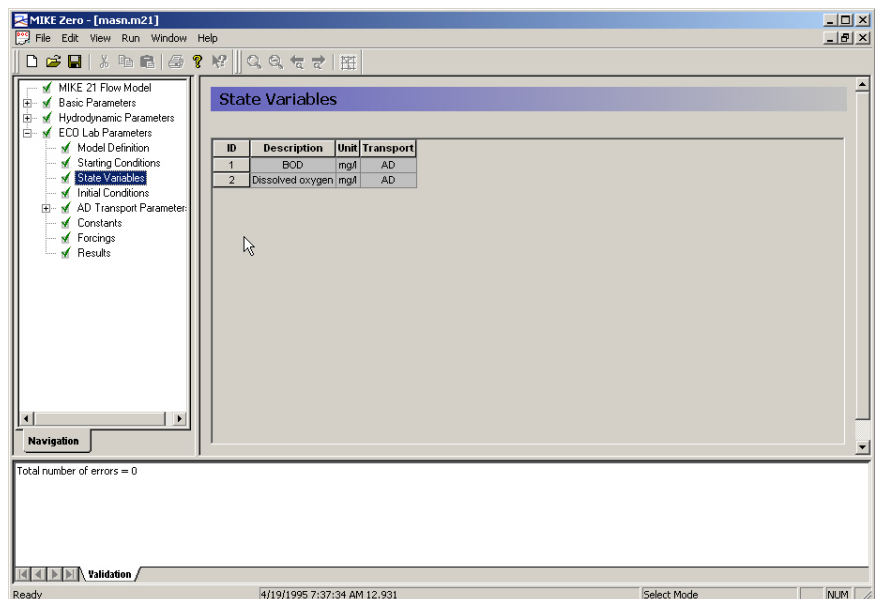 MIKE Zero - [masn.m21]
File Edit View Run Window Help
MIKE 21 Flow Model
Basic Parameters
Hydrodynamic Parameters
ECO Lab Parameters
Model Definition
Starting Conditions
State Variables
Initial Conditions
AD Transport Parameter
Constants
Forcings
Results
Navigation
State Variables
ID Description Unit Transport
1 BOD mg/l AD
2 Dissolved oxygen mg/l AD
Total number of errors = 0
Validation
Ready 4/19/1995 7:37:34 AM 12.931 Select Mode NUM